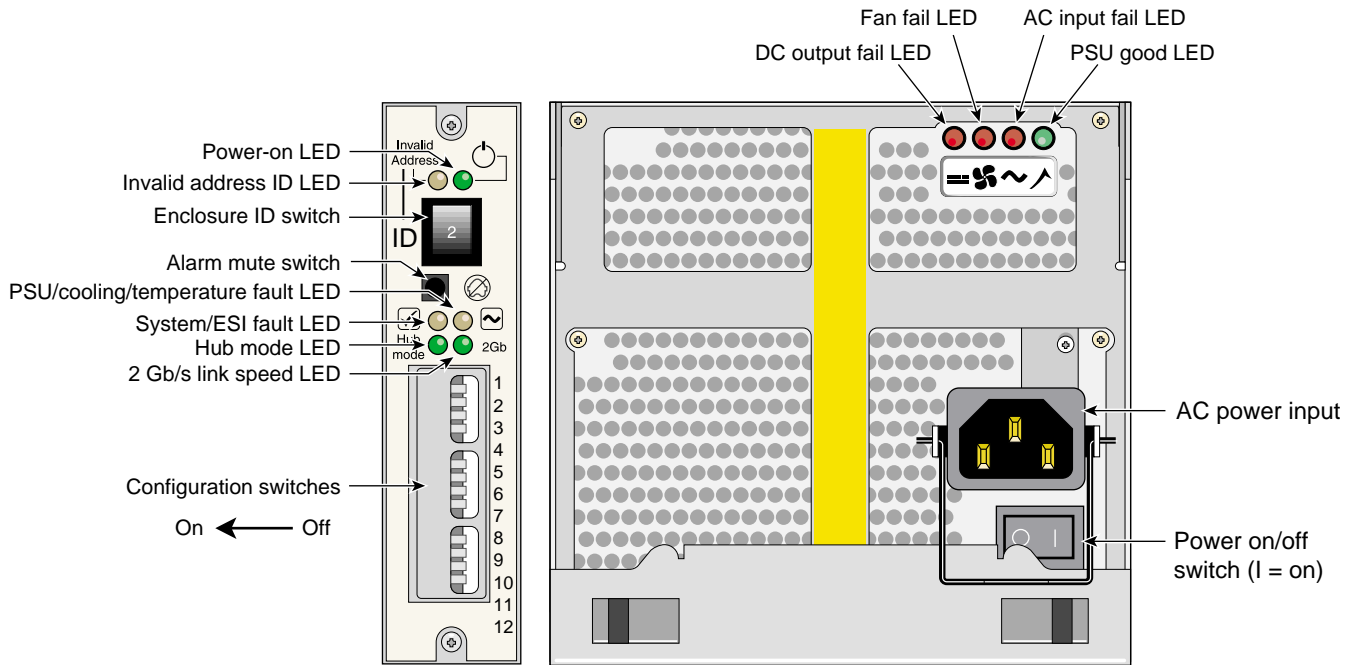 Fan fail LED
AC input fail LED
DC output fail LED
PSU good LED
Power-on LED
Invalid address ID LED
Enclosure ID switch
Alarm mute switch
PSU/cooling/temperature fault LED
System/ESI fault LED
Hub mode LED
2 Gb/s link speed LED
Configuration switches
On
Off
Invalid
Address
ID
2
Hub
mode
2Gb
1
2
3
4
5
6
7
8
9
10
11
12
AC power input
Power on/off
switch (I = on)